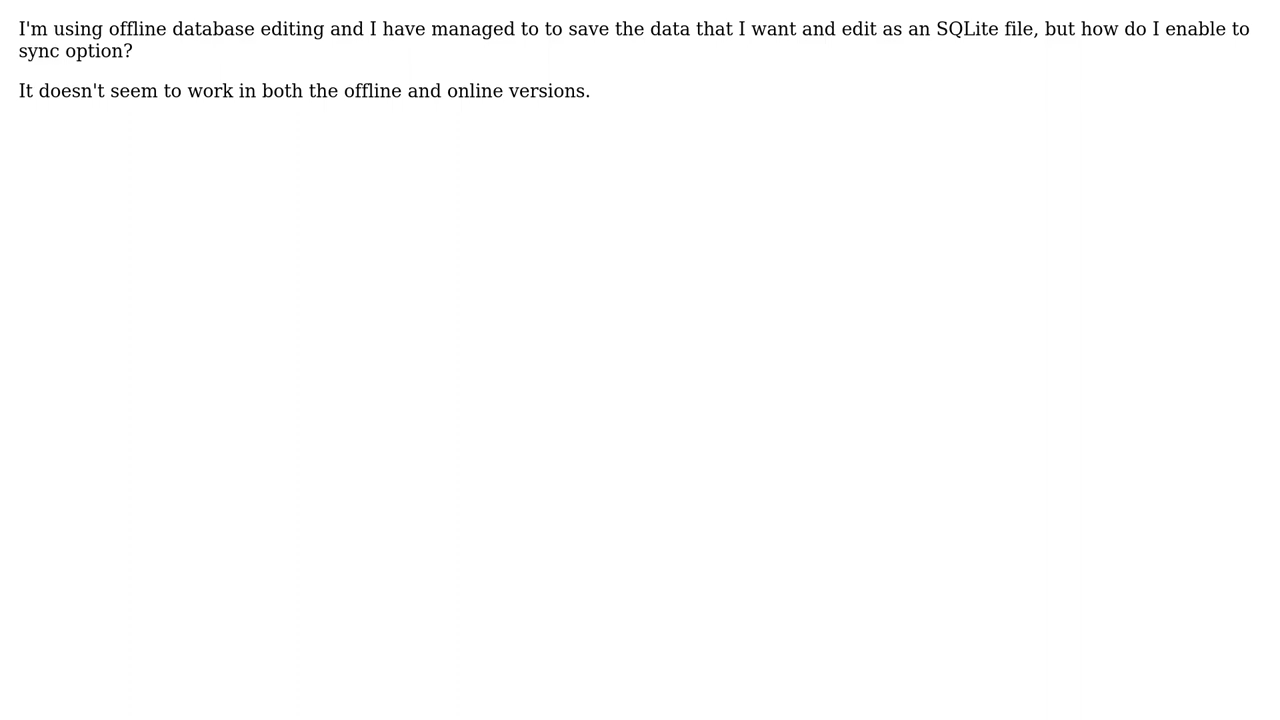 I'm using offline database editing and I have managed to to save the data that I want and edit as an SQLite file, but how do I enable to
sync option?
It doesn't seem to work in both the offline and online versions.